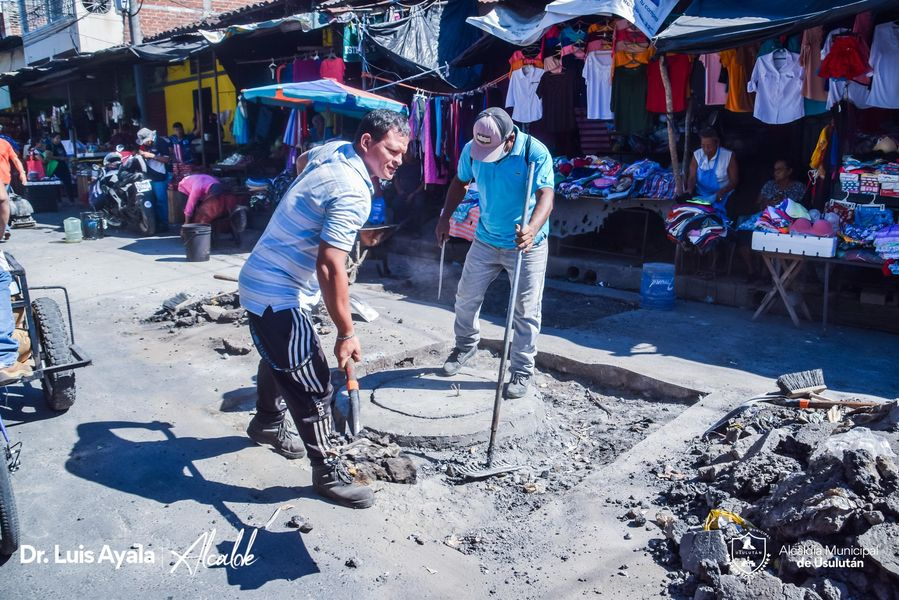 Dr. Luis Ayala
Alcalde
Alcaldía Municipal
de Usulután